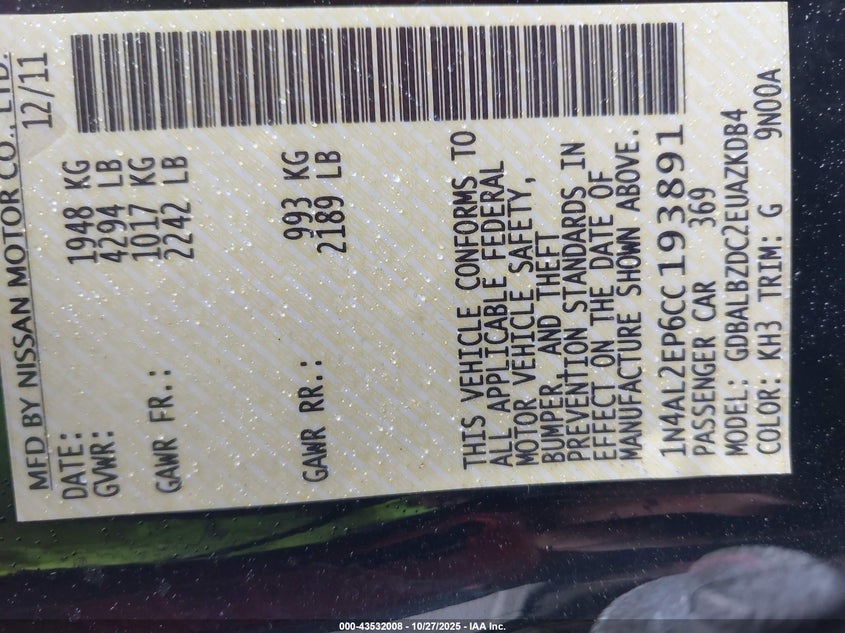 MFD BY NISSAN MOTOR CO., LTD.
DATE: 12/11
GVWR: 1948 KG
4294 LB
GAWR FR.: 1017 KG
2242 LB
GAWR RR.: 993 KG
2189 LB
THIS VEHICLE CONFORMS TO
ALL APPLICABLE FEDERAL
MOTOR VEHICLE SAFETY,
BUMPER, AND THEFT
PREVENTION STANDARDS IN
EFFECT ON THE DATE OF
MANUFACTURE SHOWN ABOVE.
1N4AL2EP6CC193891
PASSENGER CAR 369
MODEL: GDBALBZDC2EUAZKDB4
COLOR: KH3 TRIM: G 9N00A
000-43532008 - 10/27/2025 - IAA Inc.